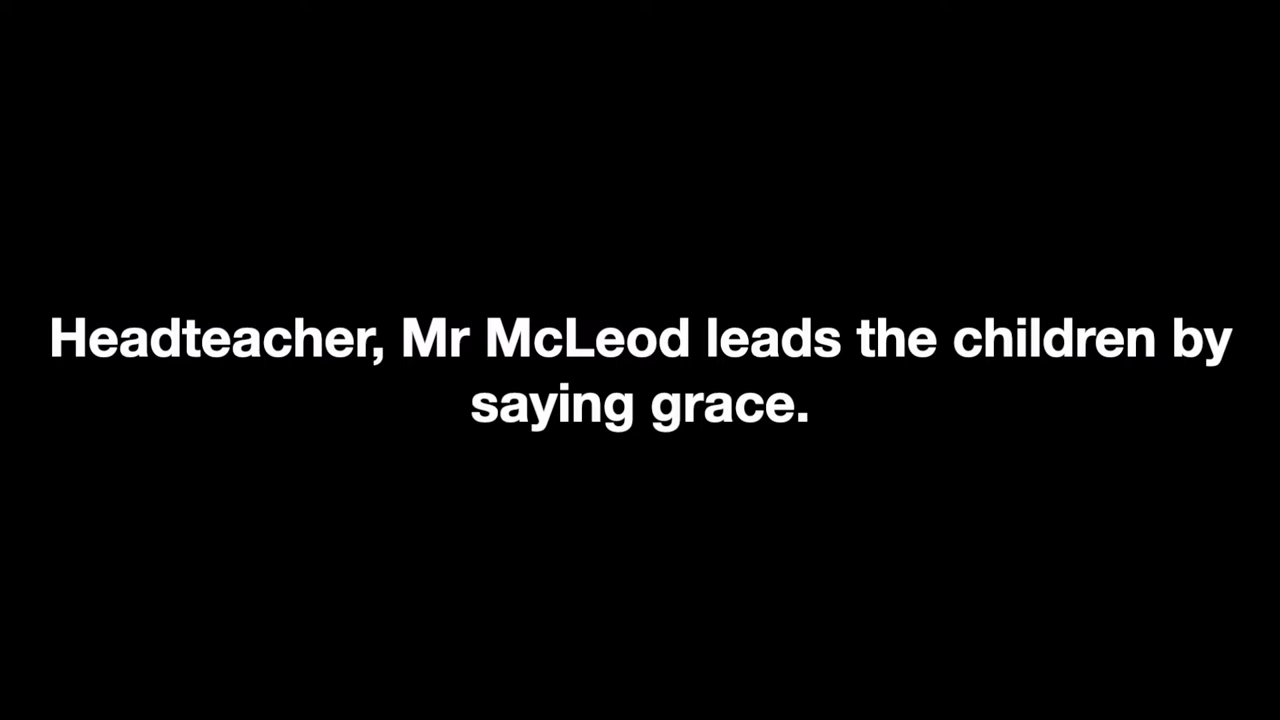 Headteacher, Mr McLeod leads the children by
saying grace.